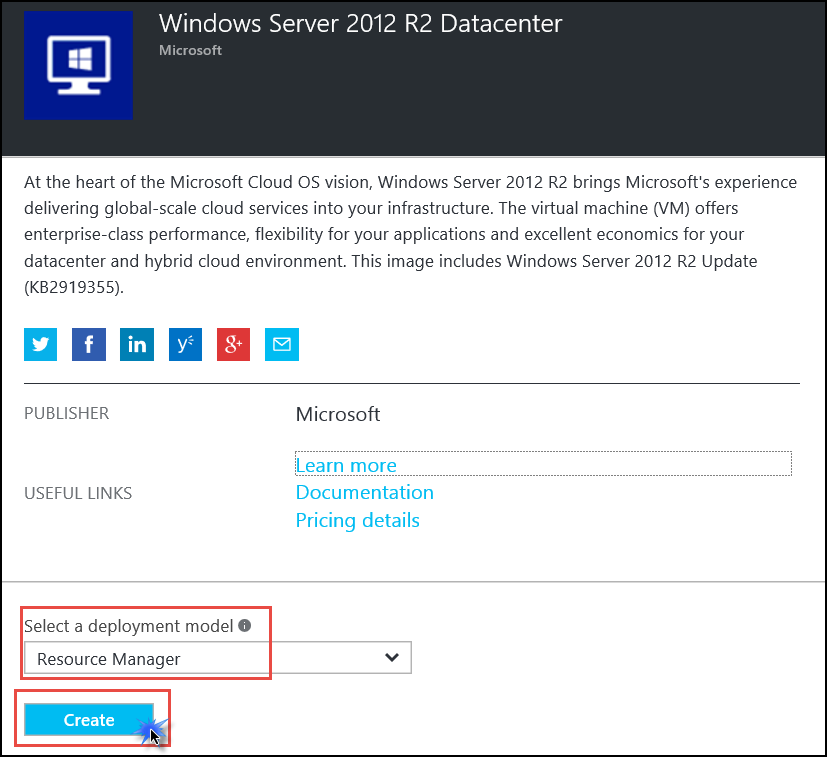 Windows Server 2012 R2 Datacenter
Microsoft
At the heart of the Microsoft Cloud OS vision, Windows Server 2012 R2 brings Microsoft's experience
delivering global-scale cloud services into your infrastructure. The virtual machine (VM) offers
enterprise-class performance, flexibility for your applications and excellent economics for your
datacenter and hybrid cloud environment. This image includes Windows Server 2012 R2 Update
(KB2919355).
f in y g+
PUBLISHER Microsoft
Learn more
USEFUL LINKS Documentation
Pricing details
Select a deployment model
Resource Manager
Create